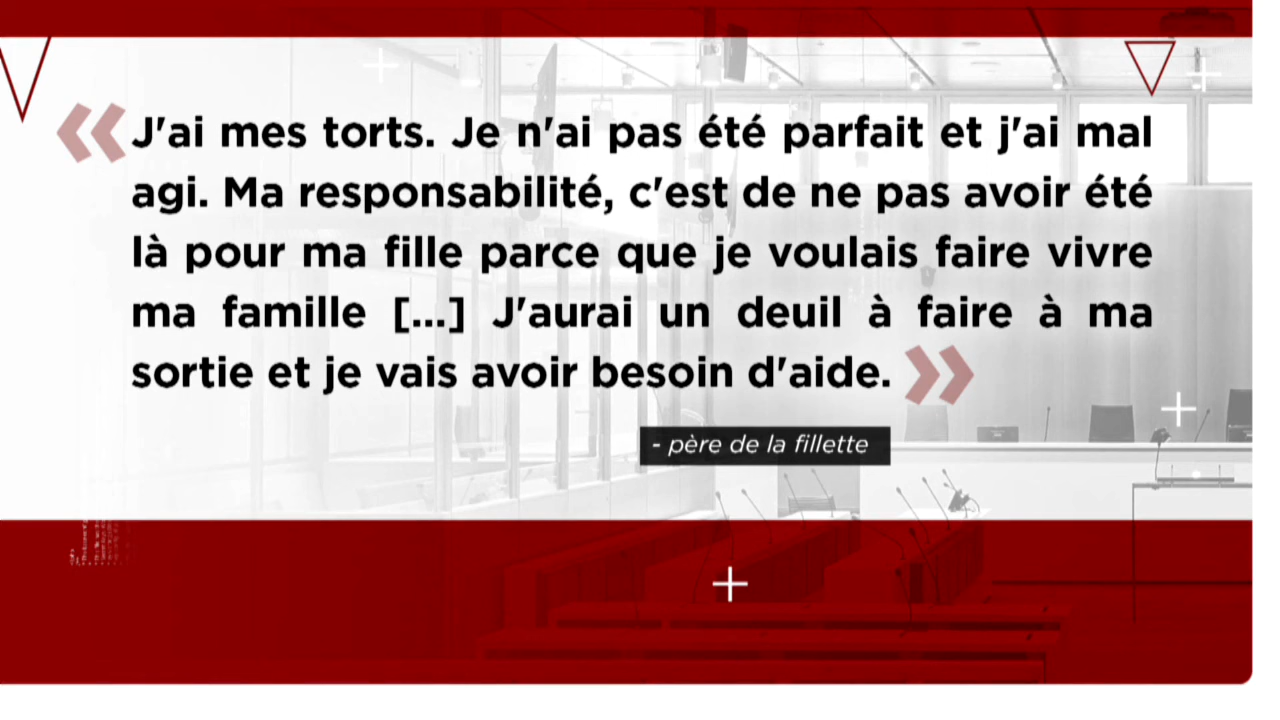 « J'ai mes torts. Je n'ai pas été parfait et j'ai mal
agi. Ma responsabilité, c'est de ne pas avoir été
là pour ma fille parce que je voulais faire vivre
ma famille [...] J'aurai un deuil à faire à ma
sortie et je vais avoir besoin d'aide. »
- père de la fillette